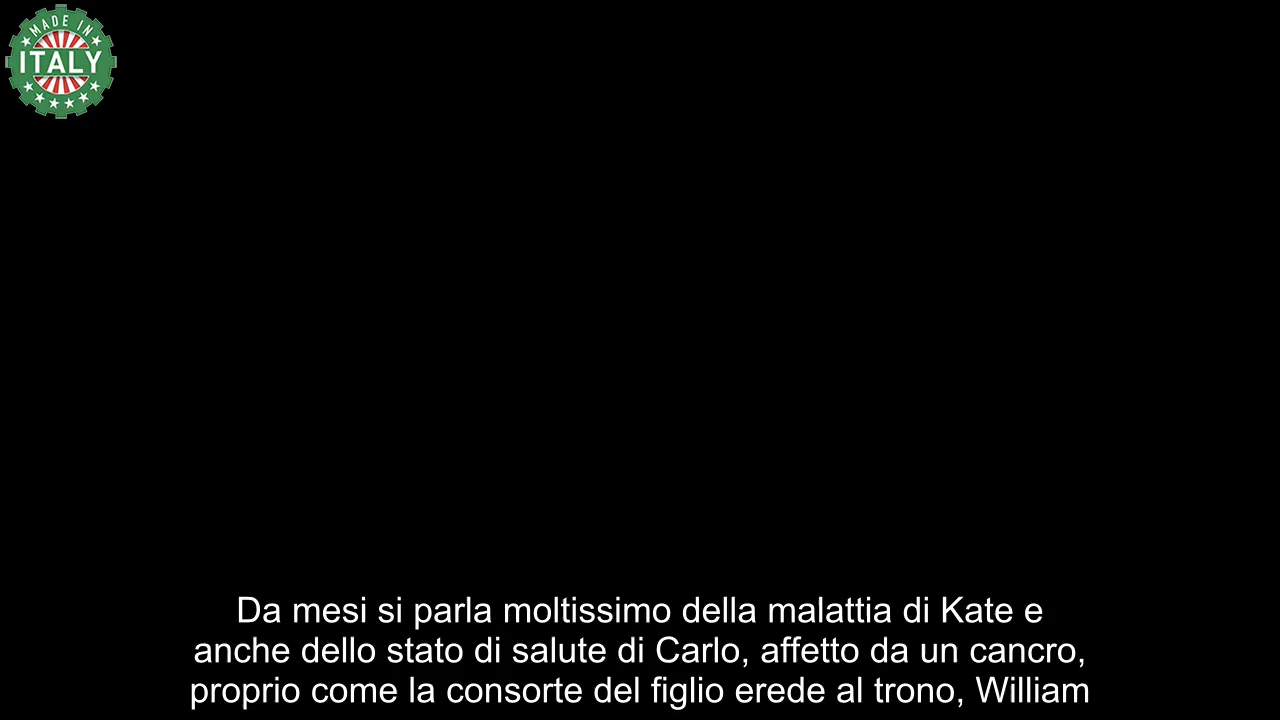 MADE IN
ITALY
Da mesi si parla moltissimo della malattia di Kate e
anche dello stato di salute di Carlo, affetto da un cancro,
proprio come la consorte del figlio erede al trono, William